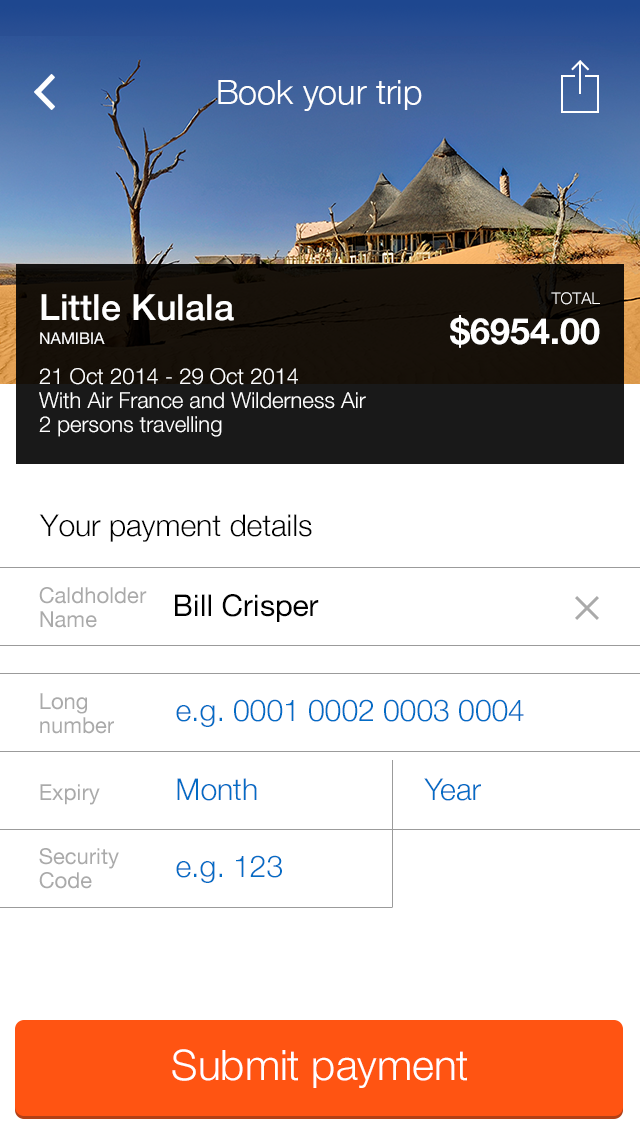 Book your trip
Little Kulala
NAMIBIA
TOTAL
$6954.00
21 Oct 2014 - 29 Oct 2014
With Air France and Wilderness Air
2 persons travelling
Your payment details
Caldholder
Name
Bill Crisper
Long
number
e.g. 0001 0002 0003 0004
Expiry
Month
Year
Security
Code
e.g. 123
Submit payment